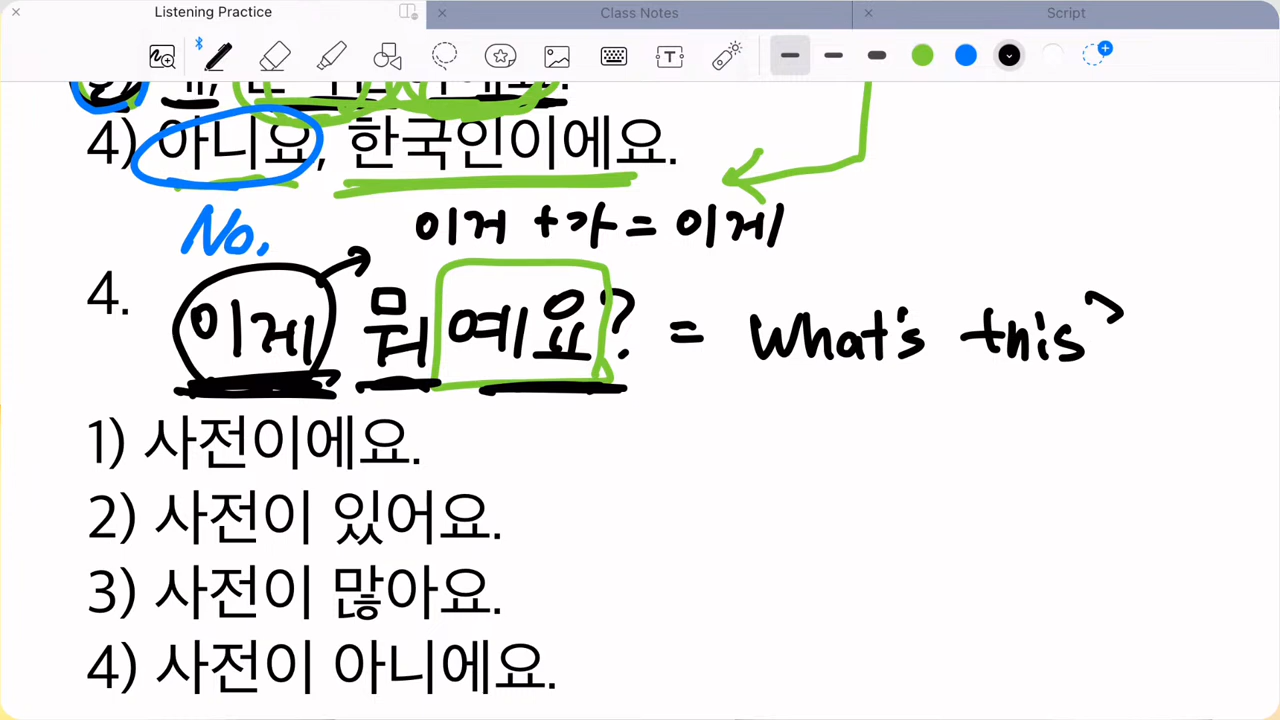 Listening Practice
Class Notes
Script
4) 아니요, 한국인이에요.
No.
이거 + 가 = 이게
4. 이게 뭐예요? = What's this?
1) 사전이에요.
2) 사전이 있어요.
3) 사전이 많아요.
4) 사전이 아니에요.